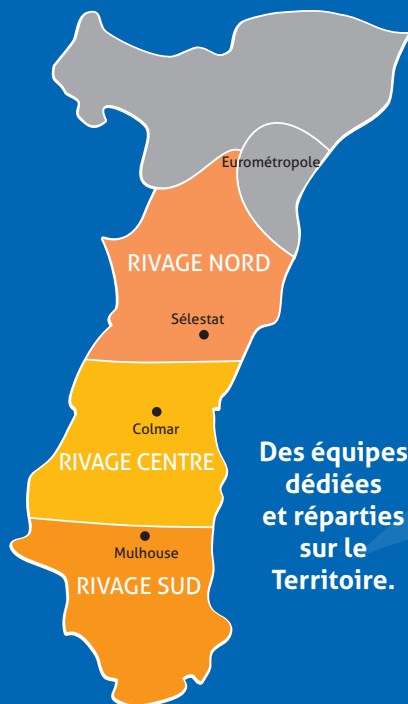 Eurométropole
RIVAGE NORD
Sélestat
Colmar
RIVAGE CENTRE
Des équipes
dédiées
et réparties
sur le
Territoire.
Mulhouse
RIVAGE SUD